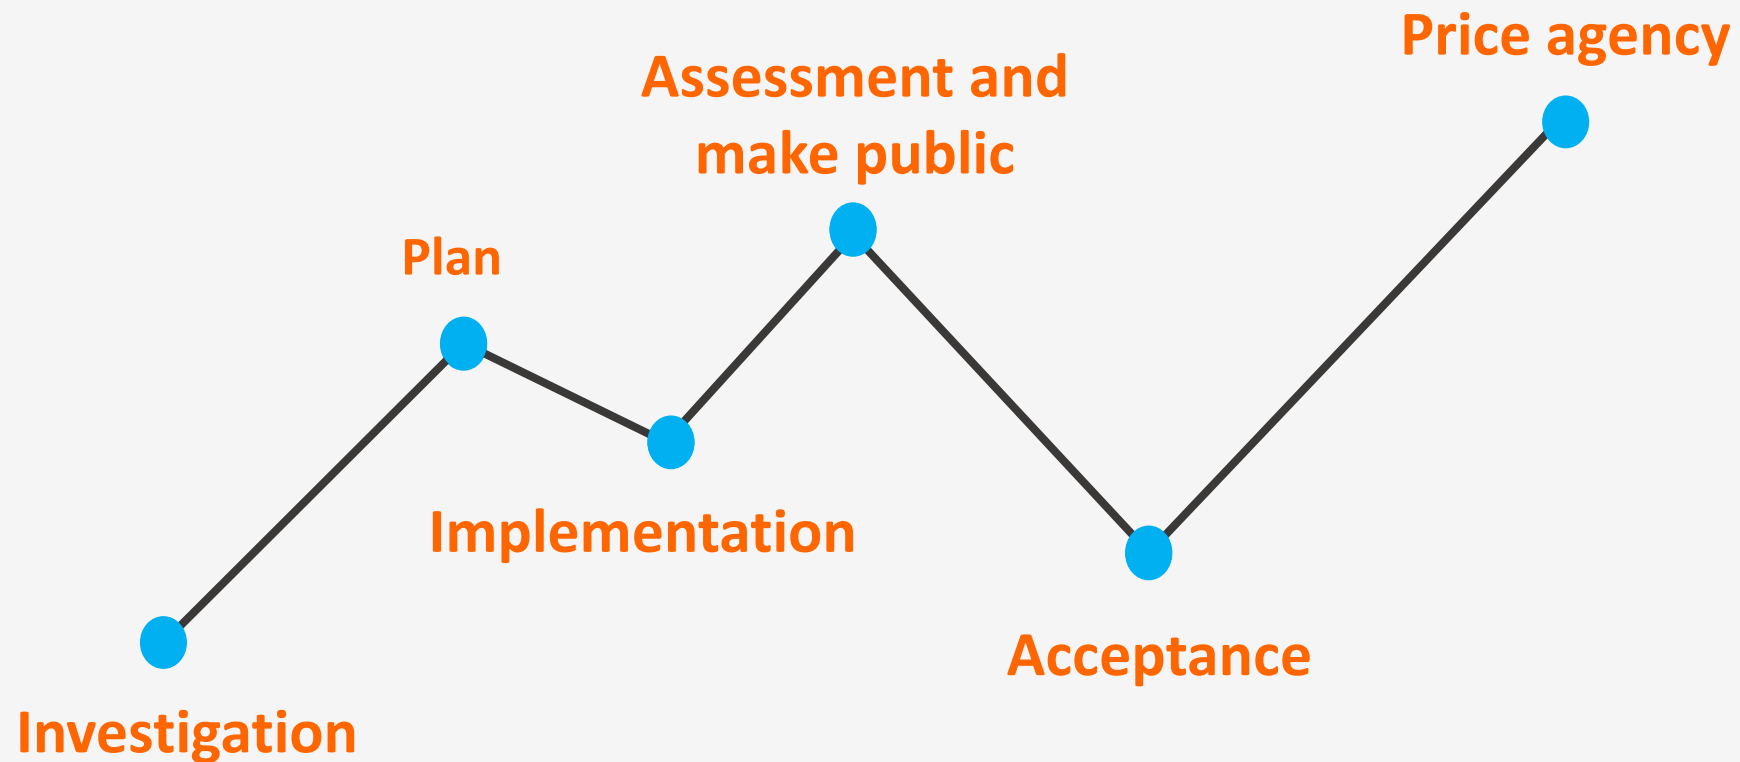 Investigation
Plan
Implementation
Assessment and
make public
Acceptance
Price agency